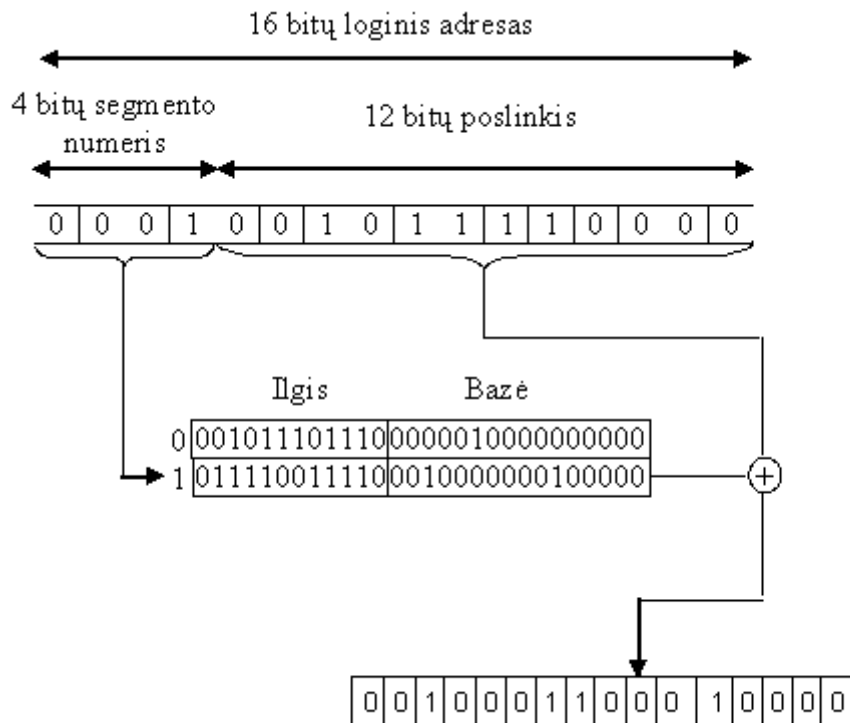 16 bitų loginis adresas
4 bitų segmento
numeris
12 bitų poslinkis
0 0 0 1 0 0 1 0 1 1 1 1 0 0 0 0
Ilgis Bazė
0 001011101110 0000010000000000
1 011110011110 0010000000100000
+
0 0 1 0 0 0 1 1 0 0 0 1 0 0 0 0